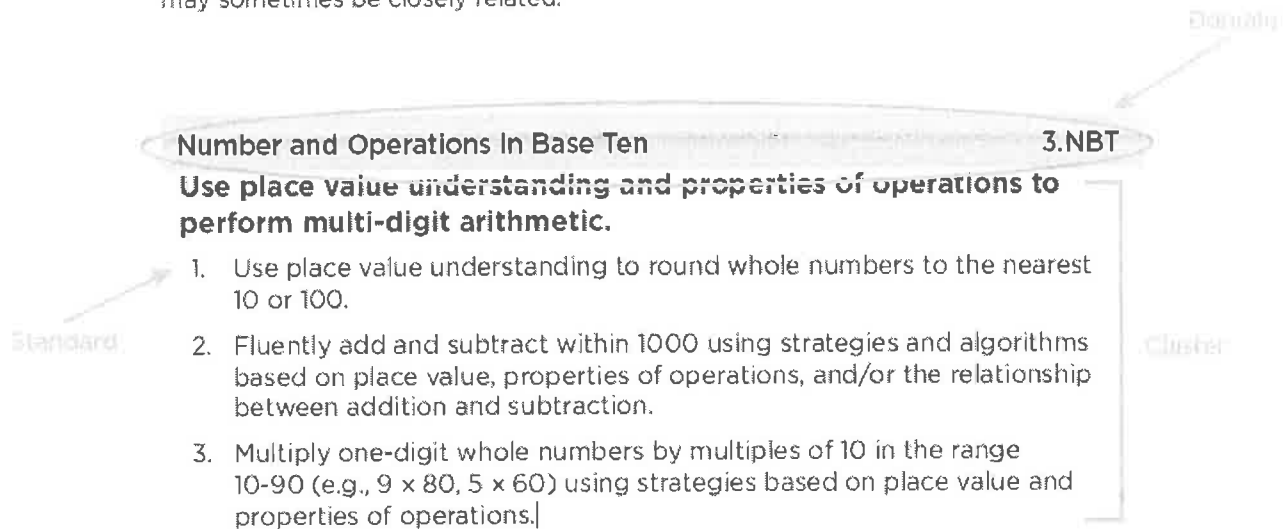 may sometimes be closely related.
Domain
Number and Operations in Base Ten 3.NBT
Use place value understanding and properties of operations to
perform multi-digit arithmetic.
1. Use place value understanding to round whole numbers to the nearest
10 or 100.
Standard
2. Fluently add and subtract within 1000 using strategies and algorithms
Cluster
based on place value, properties of operations, and/or the relationship
between addition and subtraction.
3. Multiply one-digit whole numbers by multiples of 10 in the range
10-90 (e.g., 9 x 80, 5 x 60) using strategies based on place value and
properties of operations.